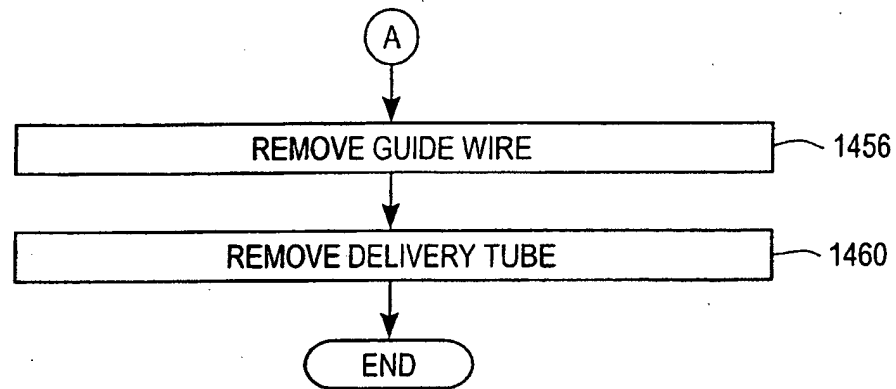 A
REMOVE GUIDE WIRE
1456
REMOVE DELIVERY TUBE
1460
END